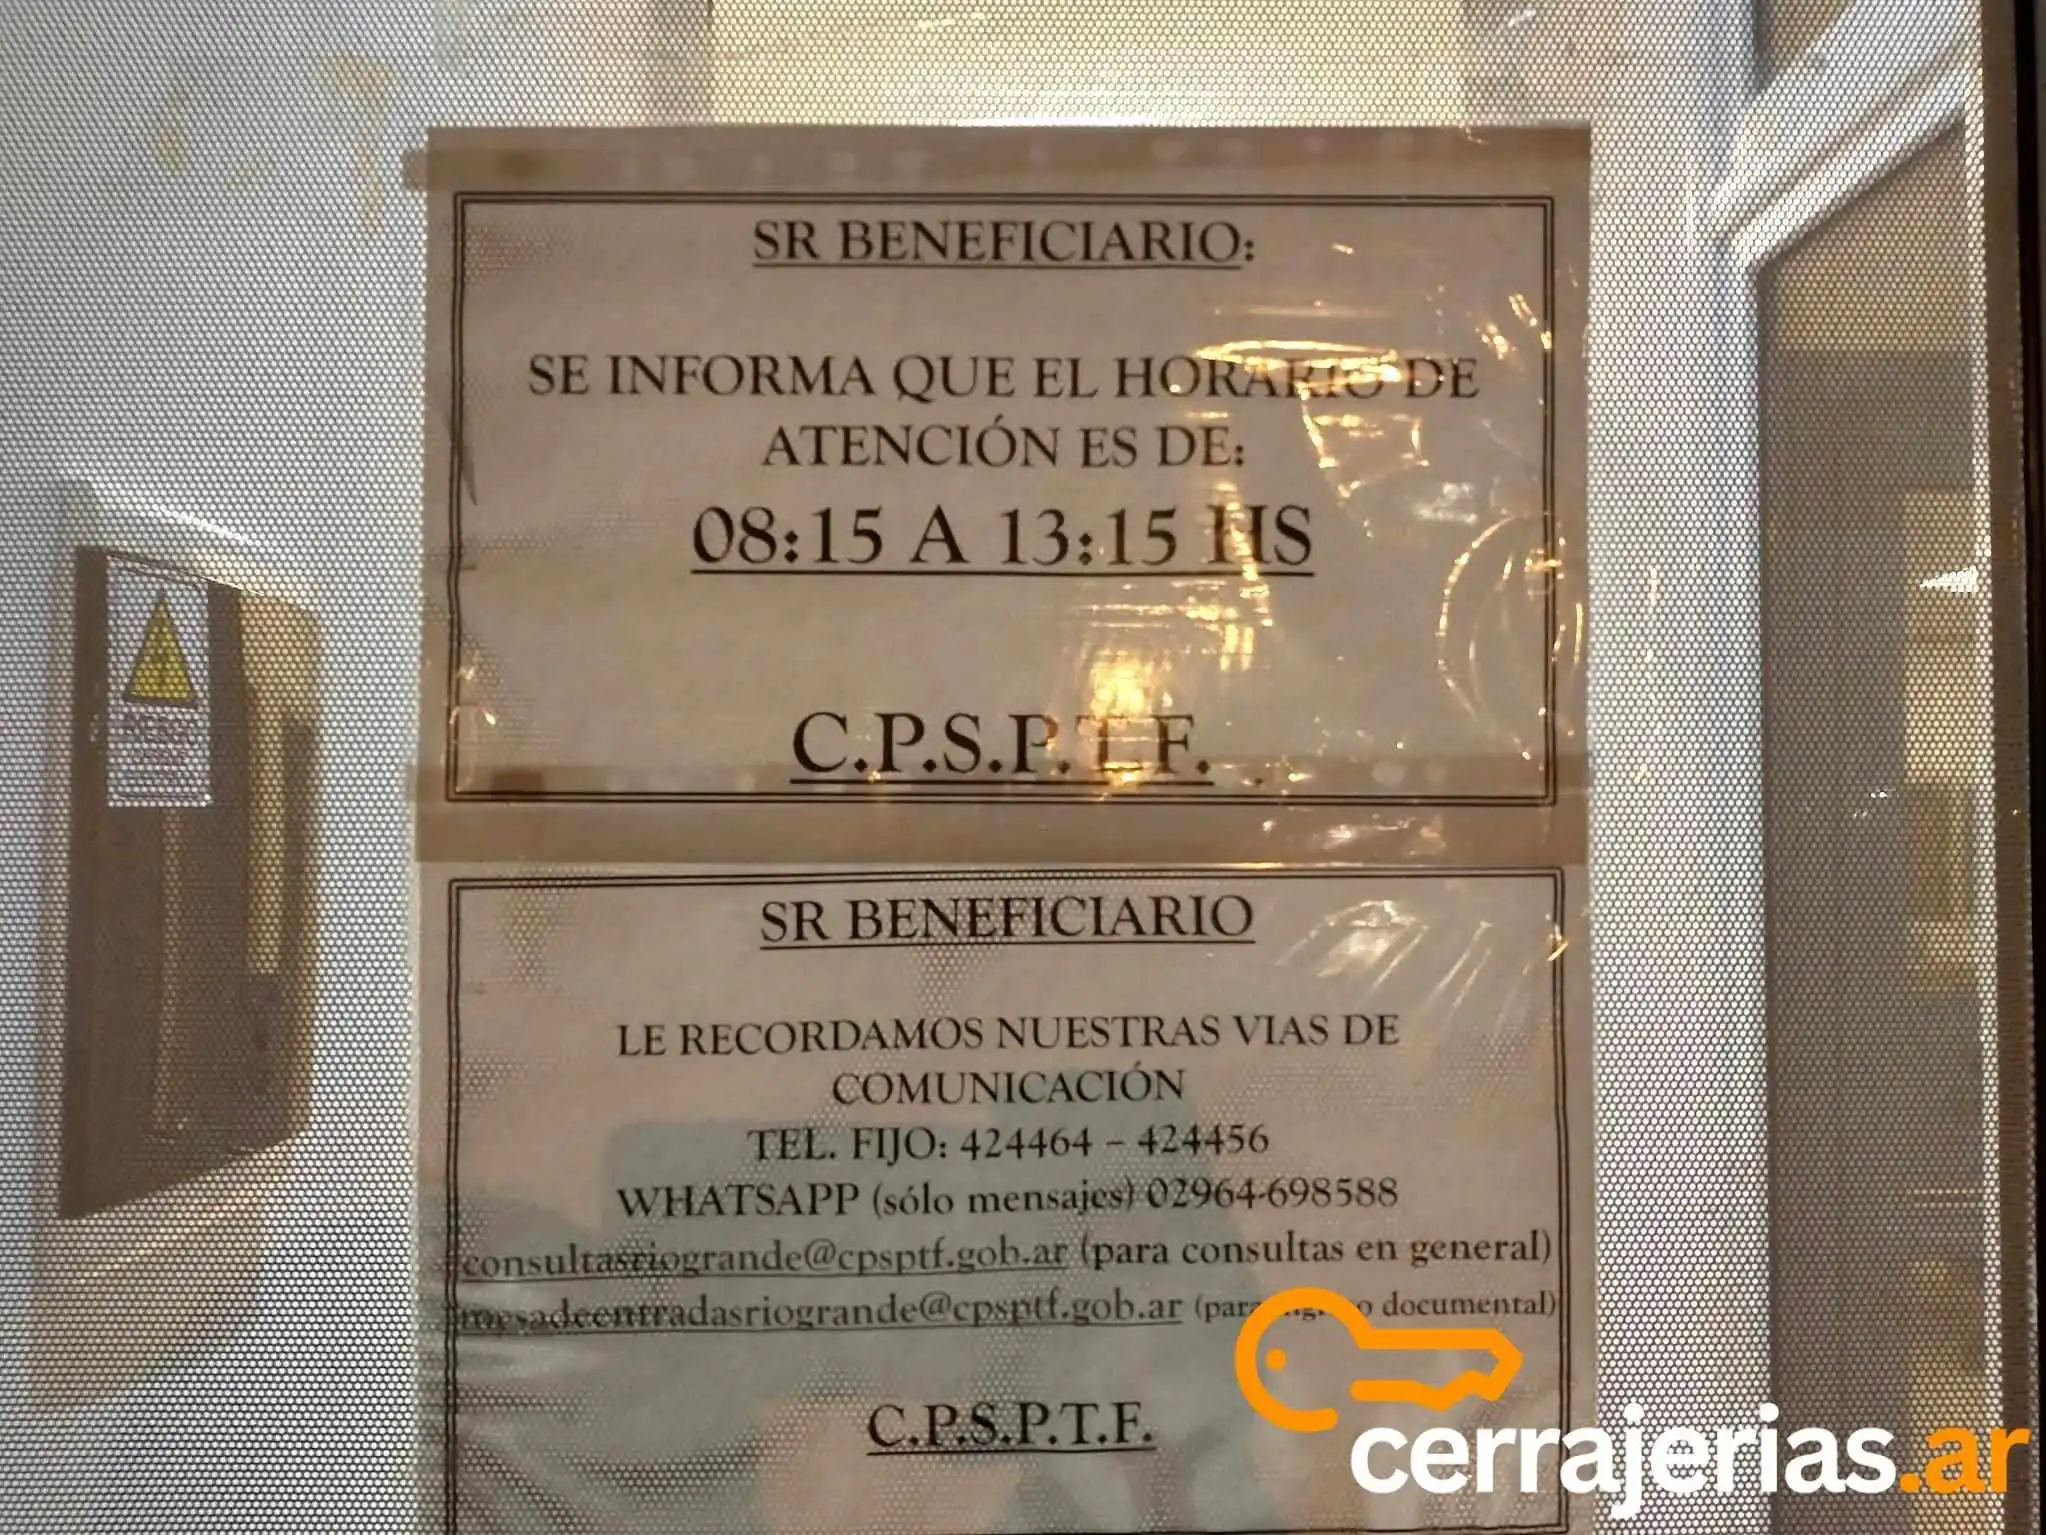 SR BENEFICIARIO:
SE INFORMA QUE EL HORARIO DE
ATENCIÓN ES DE:
08:15 A 13:15 HS
C.P.S.P.T.F.
SR BENEFICIARIO
LE RECORDAMOS NUESTRAS VIAS DE
COMUNICACIÓN
TEL. FIJO: 424464 – 424456
WHATSAPP (sólo mensajes) 02964-698588
consultasriogrande@cpsptf.gob.ar (para consultas en general)
mesadeentradasriogrande@cpsptf.gob.ar (para documental)
C.P.S.P.T.F.
cerrajerias.ar